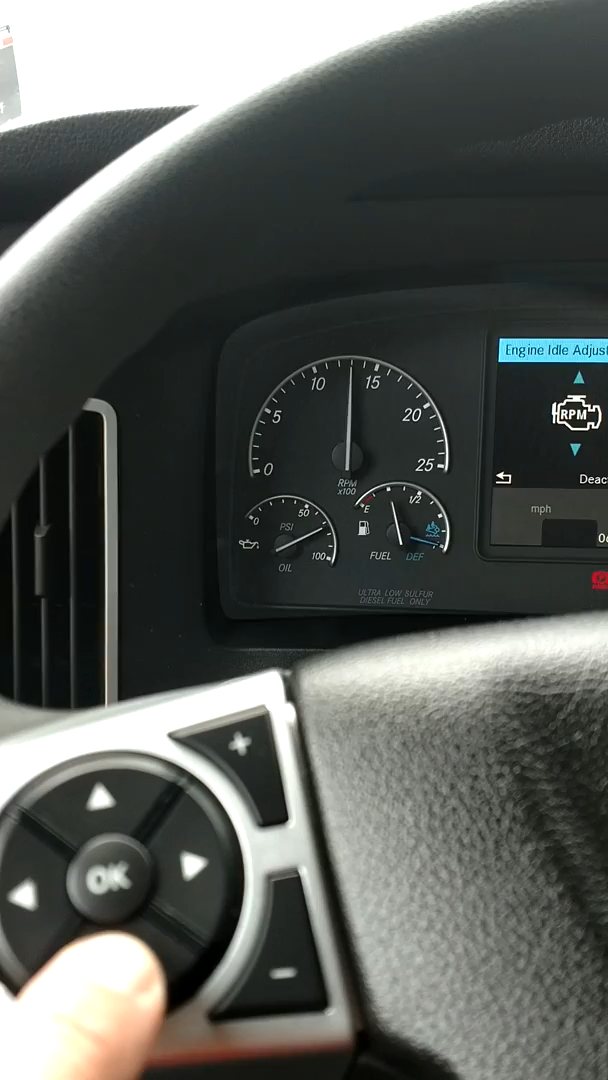 Engine Idle Adjus
10
15
5
20
0
25
RPM
x100
RPM
0
50
PSI
100
OIL
E
1/2
FUEL
DEF
Deac
mph
ULTRA LOW SULFUR
DIESEL FUEL ONLY
+
OK
−